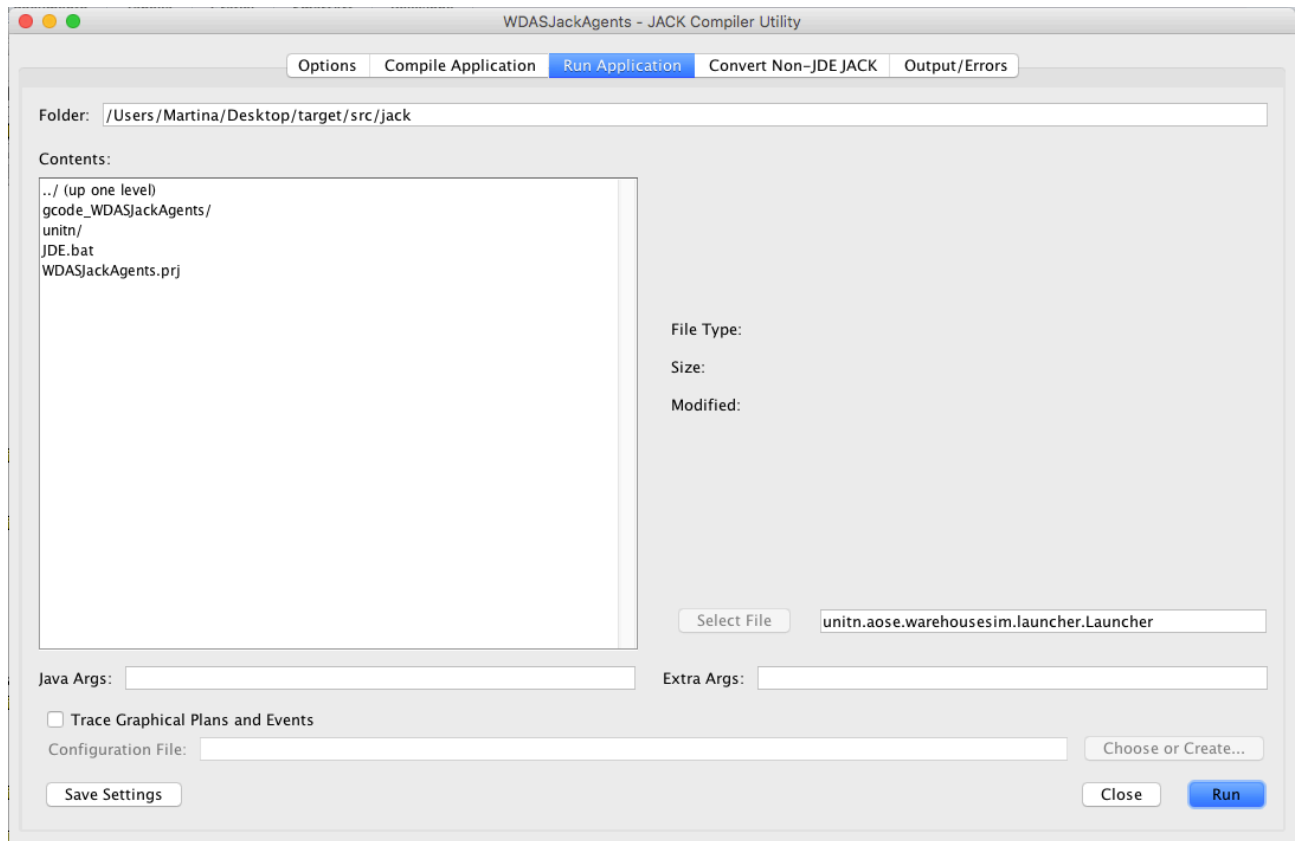 WDASJackAgents - JACK Compiler Utility
Options Compile Application Run Application Convert Non-JDE JACK Output/Errors
Folder: /Users/Martina/Desktop/target/src/jack
Contents:
../ (up one level)
gcode_WDASJackAgents/
unitn/
JDE.bat
WDASJackAgents.prj
File Type:
Size:
Modified:
Select File unitn.aose.warehousesim.launcher.Launcher
Java Args: Extra Args:
Trace Graphical Plans and Events
Configuration File: Choose or Create...
Save Settings Close Run